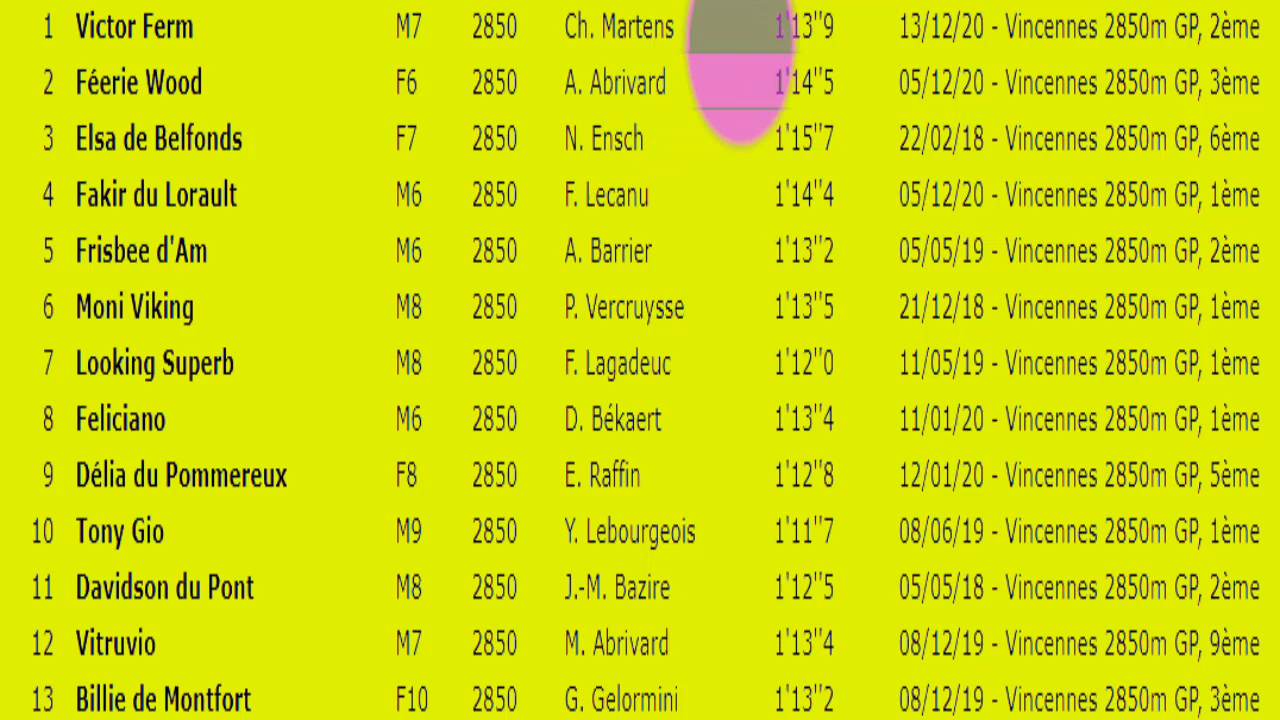 1 Victor Ferm M7 2850 Ch. Martens 1'13"9 13/12/20 - Vincennes 2850m GP, 2ème
2 Féerie Wood F6 2850 A. Abrivard 1'14"5 05/12/20 - Vincennes 2850m GP, 3ème
3 Elsa de Belfonds F7 2850 N. Ensch 1'15"7 22/02/18 - Vincennes 2850m GP, 6ème
4 Fakir du Lorault M6 2850 F. Lecanu 1'14"4 05/12/20 - Vincennes 2850m GP, 1ème
5 Frisbee d'Am M6 2850 A. Barrier 1'13"2 05/05/19 - Vincennes 2850m GP, 2ème
6 Moni Viking M8 2850 P. Vercruysse 1'13"5 21/12/18 - Vincennes 2850m GP, 1ème
7 Looking Superb M8 2850 F. Lagadeuc 1'12"0 11/05/19 - Vincennes 2850m GP, 1ème
8 Feliciano M6 2850 D. Békaert 1'13"4 11/01/20 - Vincennes 2850m GP, 1ème
9 Délia du Pommereux F8 2850 E. Raffin 1'12"8 12/01/20 - Vincennes 2850m GP, 5ème
10 Tony Gio M9 2850 Y. Lebourgeois 1'11"7 08/06/19 - Vincennes 2850m GP, 1ème
11 Davidson du Pont M8 2850 J.-M. Bazire 1'12"5 05/05/18 - Vincennes 2850m GP, 2ème
12 Vitruvio M7 2850 M. Abrivard 1'13"4 08/12/19 - Vincennes 2850m GP, 9ème
13 Billie de Montfort F10 2850 G. Gelormini 1'13"2 08/12/19 - Vincennes 2850m GP, 3ème